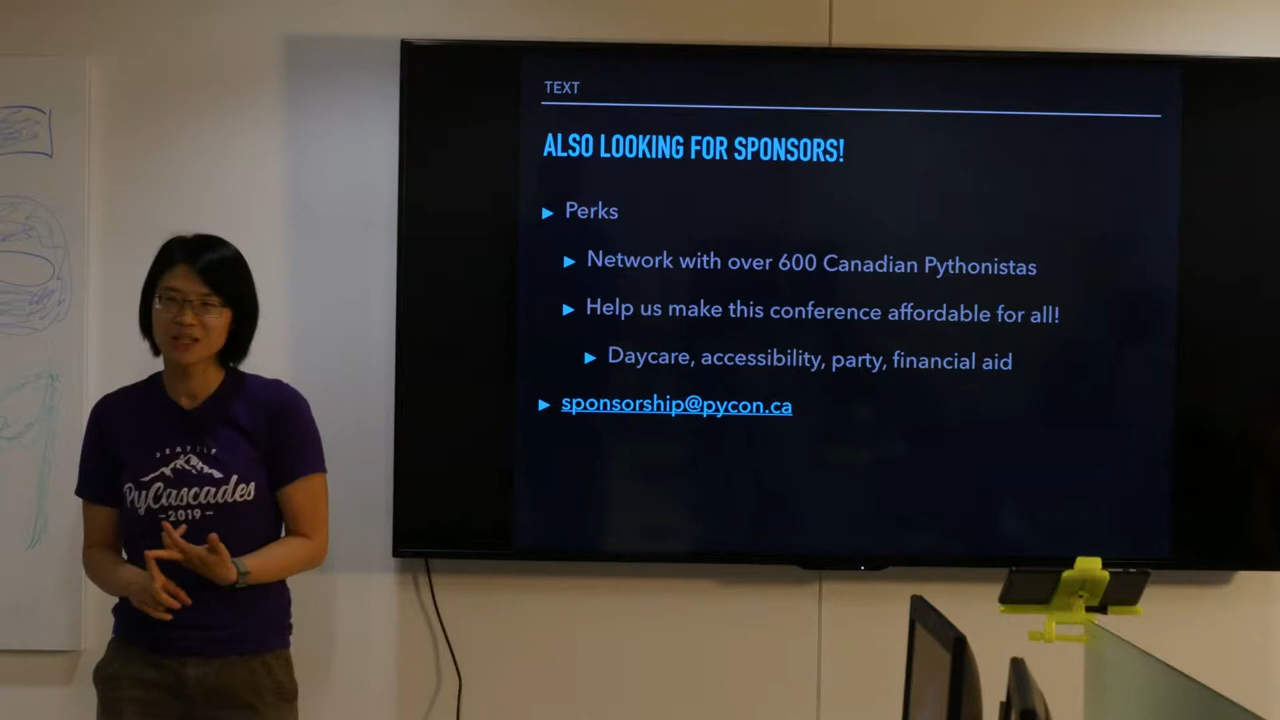 TEXT
ALSO LOOKING FOR SPONSORS!
▶ Perks
▶ Network with over 600 Canadian Pythonistas
▶ Help us make this conference affordable for all!
▶ Daycare, accessibility, party, financial aid
▶ sponsorship@pycon.ca
SEATTLE
PyCascades
-2019-